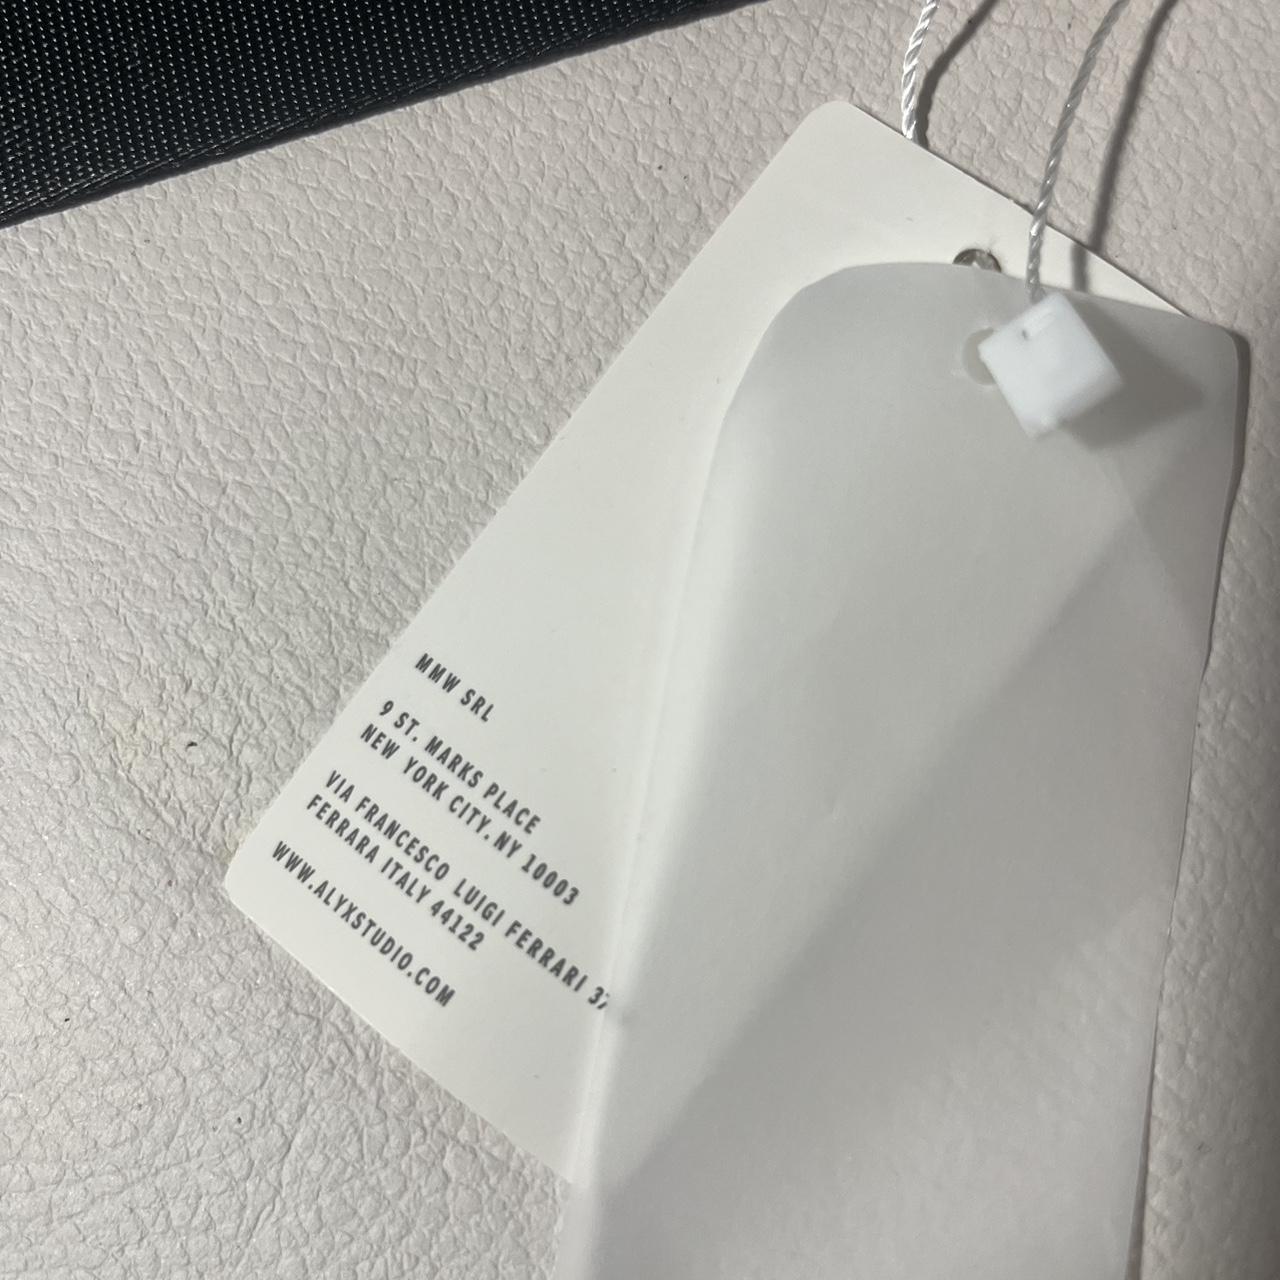 MMW SRL
9 ST. MARKS PLACE
NEW YORK CITY, NY 10003
VIA FRANCESCO LUIGI FERRARI 37
FERRARA ITALY 44122
WWW.ALYXSTUDIO.COM